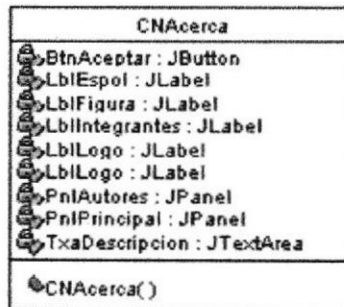 CNAcerca
BtnAceptar : JButton
LblEspol : JLabel
LblFigura : JLabel
LblIntegrantes : JLabel
LblLogo : JLabel
LblLogo : JLabel
PnlAutores : JPanel
PnlPrincipal : JPanel
TxaDescripcion : JTextArea
CNAcerca()